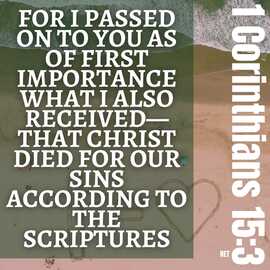 FOR I PASSED
ON TO YOU AS
OF FIRST
IMPORTANCE
WHAT I ALSO
RECEIVED—
THAT CHRIST
DIED FOR OUR
SINS
ACCORDING TO
THE
SCRIPTURES
1 Corinthians 15:3
NET